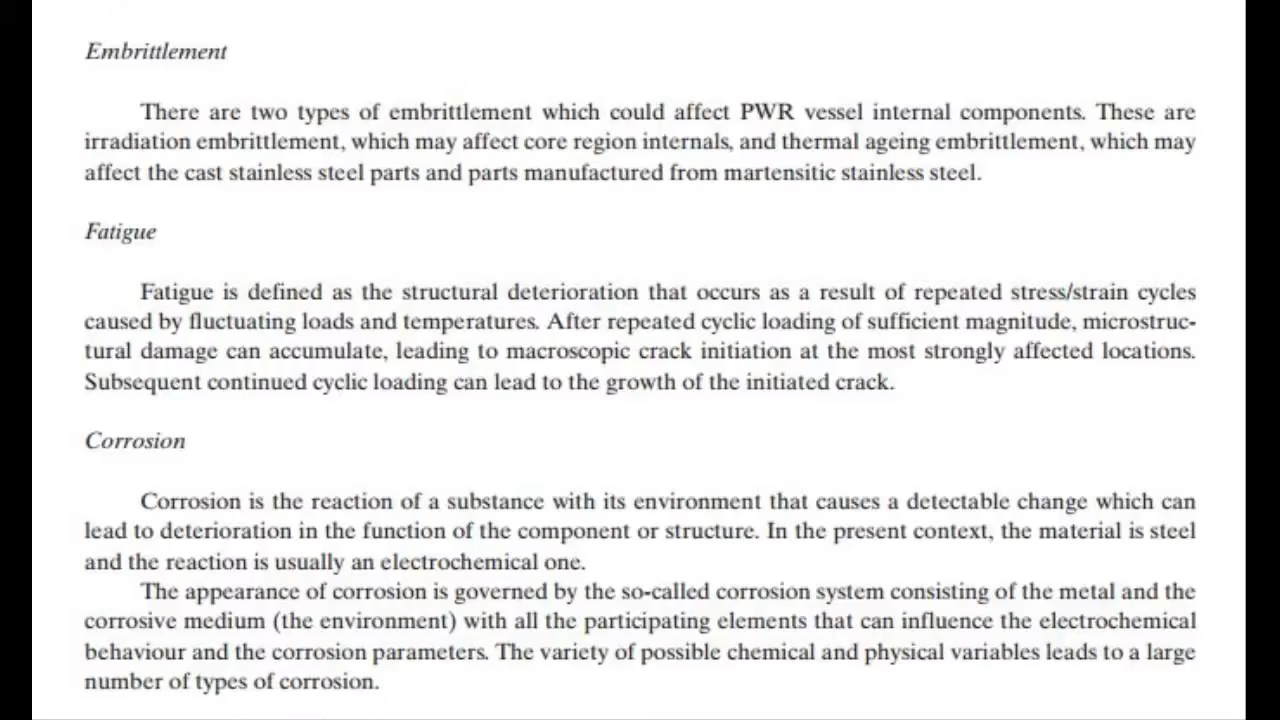 Embrittlement
There are two types of embrittlement which could affect PWR vessel internal components. These are
irradiation embrittlement, which may affect core region internals, and thermal ageing embrittlement, which may
affect the cast stainless steel parts and parts manufactured from martensitic stainless steel.
Fatigue
Fatigue is defined as the structural deterioration that occurs as a result of repeated stress/strain cycles
caused by fluctuating loads and temperatures. After repeated cyclic loading of sufficient magnitude, microstruc-
tural damage can accumulate, leading to macroscopic crack initiation at the most strongly affected locations.
Subsequent continued cyclic loading can lead to the growth of the initiated crack.
Corrosion
Corrosion is the reaction of a substance with its environment that causes a detectable change which can
lead to deterioration in the function of the component or structure. In the present context, the material is steel
and the reaction is usually an electrochemical one.
The appearance of corrosion is governed by the so-called corrosion system consisting of the metal and the
corrosive medium (the environment) with all the participating elements that can influence the electrochemical
behaviour and the corrosion parameters. The variety of possible chemical and physical variables leads to a large
number of types of corrosion.